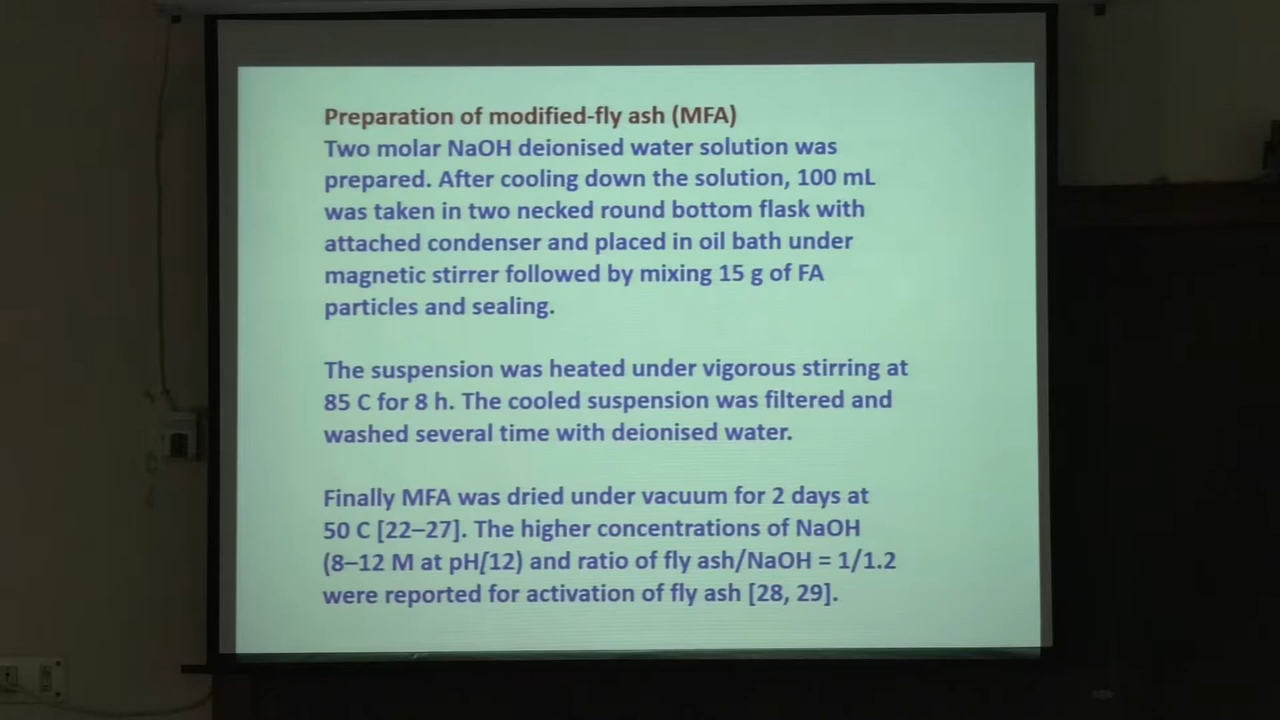 Preparation of modified-fly ash (MFA)
Two molar NaOH deionised water solution was
prepared. After cooling down the solution, 100 mL
was taken in two necked round bottom flask with
attached condenser and placed in oil bath under
magnetic stirrer followed by mixing 15 g of FA
particles and sealing.
The suspension was heated under vigorous stirring at
85 C for 8 h. The cooled suspension was filtered and
washed several time with deionised water.
Finally MFA was dried under vacuum for 2 days at
50 C [22–27]. The higher concentrations of NaOH
(8–12 M at pH[12) and ratio of fly ash/NaOH = 1/1.2
were reported for activation of fly ash [28, 29].